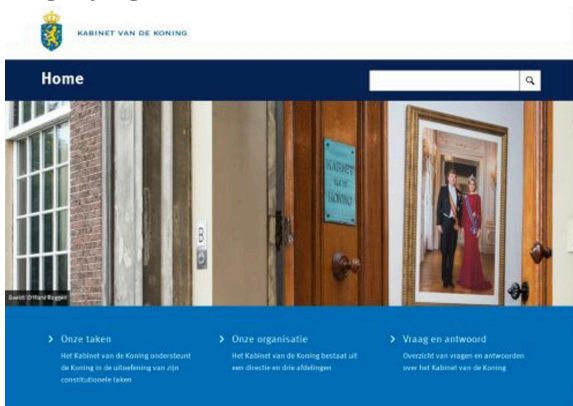 KABINET VAN DE KONING
Home
KABINET
VAN DE
KONING
B
Beeld: ©
Onze taken
Het Kabinet van de Koning ondersteunt
de Koning in de uitoefening van zijn
constitutionele taken
Onze organisatie
Het Kabinet van de Koning bestaat uit
een directie en drie afdelingen
Vraag en antwoord
Overzicht van vragen en antwoorden
over het Kabinet van de Koning